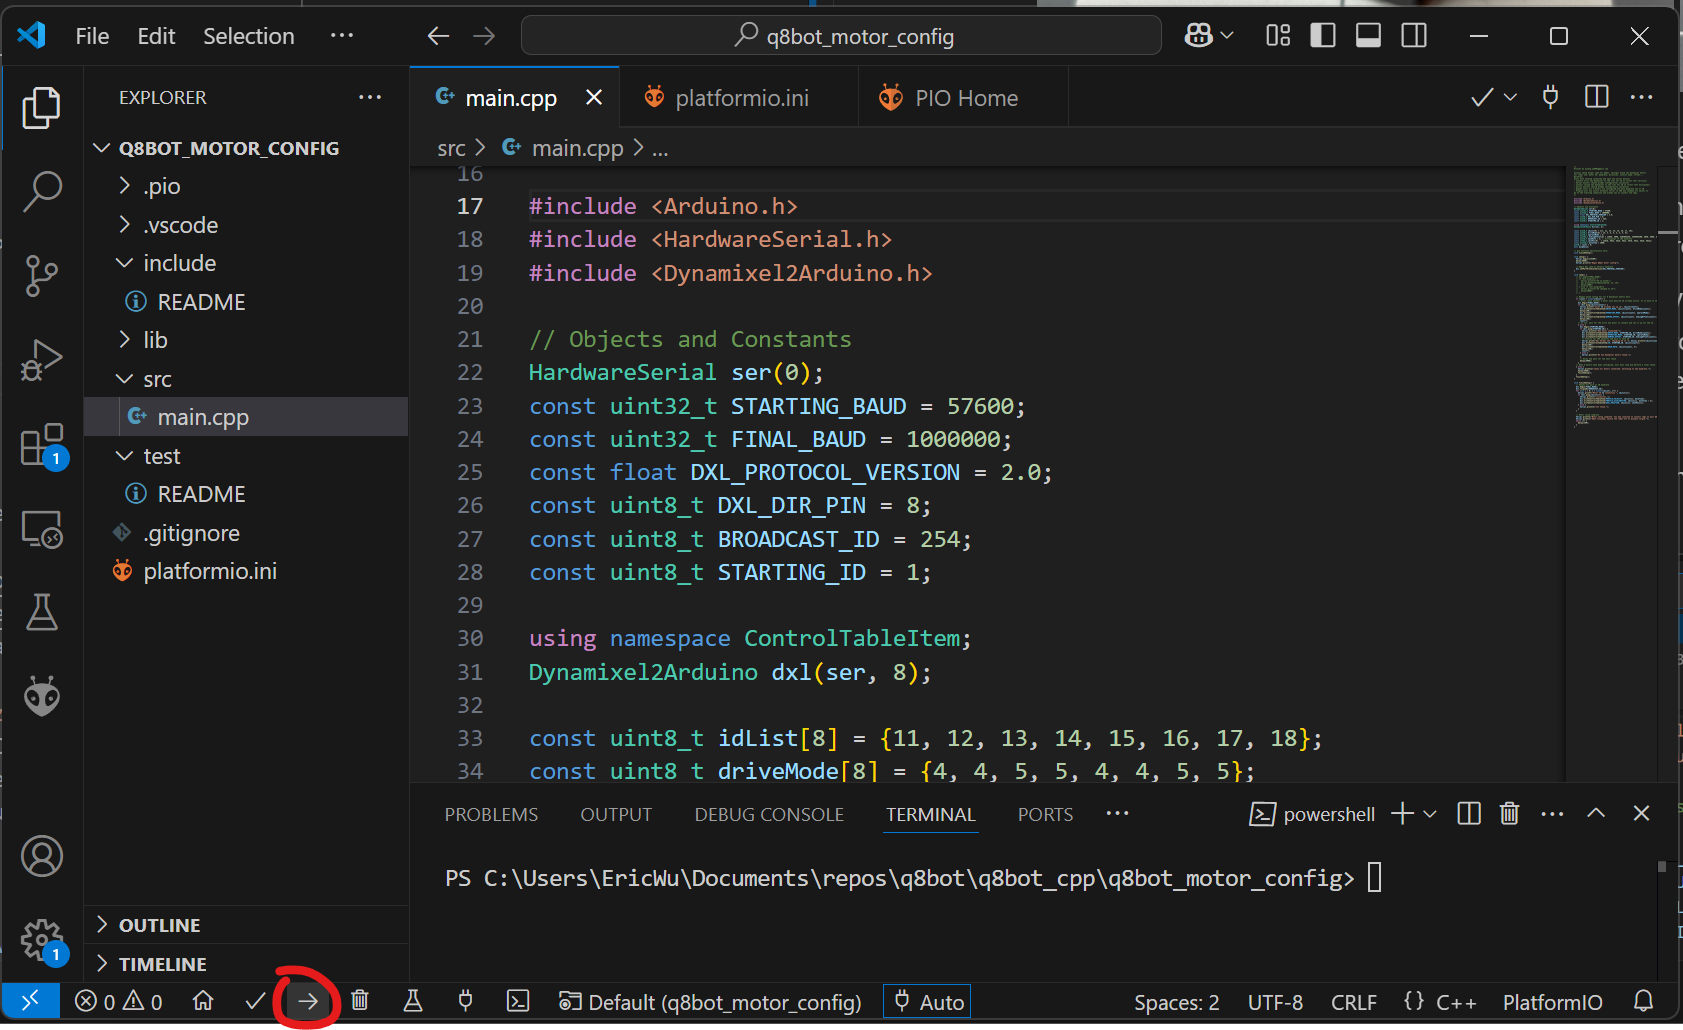 File Edit Selection ··· q8bot_motor_config
EXPLORER
Q8BOT_MOTOR_CONFIG
.pio
.vscode
include
README
lib
src
main.cpp
test
README
.gitignore
platformio.ini
OUTLINE
TIMELINE
main.cpp platformio.ini PIO Home
src > main.cpp > ...
16
17 #include <Arduino.h>
18 #include <HardwareSerial.h>
19 #include <Dynamixel2Arduino.h>
20
21 // Objects and Constants
22 HardwareSerial ser(0);
23 const uint32_t STARTING_BAUD = 57600;
24 const uint32_t FINAL_BAUD = 1000000;
25 const float DXL_PROTOCOL_VERSION = 2.0;
26 const uint8_t DXL_DIR_PIN = 8;
27 const uint8_t BROADCAST_ID = 254;
28 const uint8_t STARTING_ID = 1;
29
30 using namespace ControlTableItem;
31 Dynamixel2Arduino dxl(ser, 8);
32
33 const uint8_t idList[8] = {11, 12, 13, 14, 15, 16, 17, 18};
34 const uint8_t driveMode[8] = {4, 4, 5, 5, 4, 4, 5, 5};
PROBLEMS OUTPUT DEBUG CONSOLE TERMINAL PORTS ··· powershell
PS C:\Users\EricWu\Documents\repos\q8bot\q8bot_cpp\q8bot_motor_config>
1
1
0 0 Default (q8bot_motor_config) Auto Spaces: 2 UTF-8 CRLF {} C++ PlatformIO